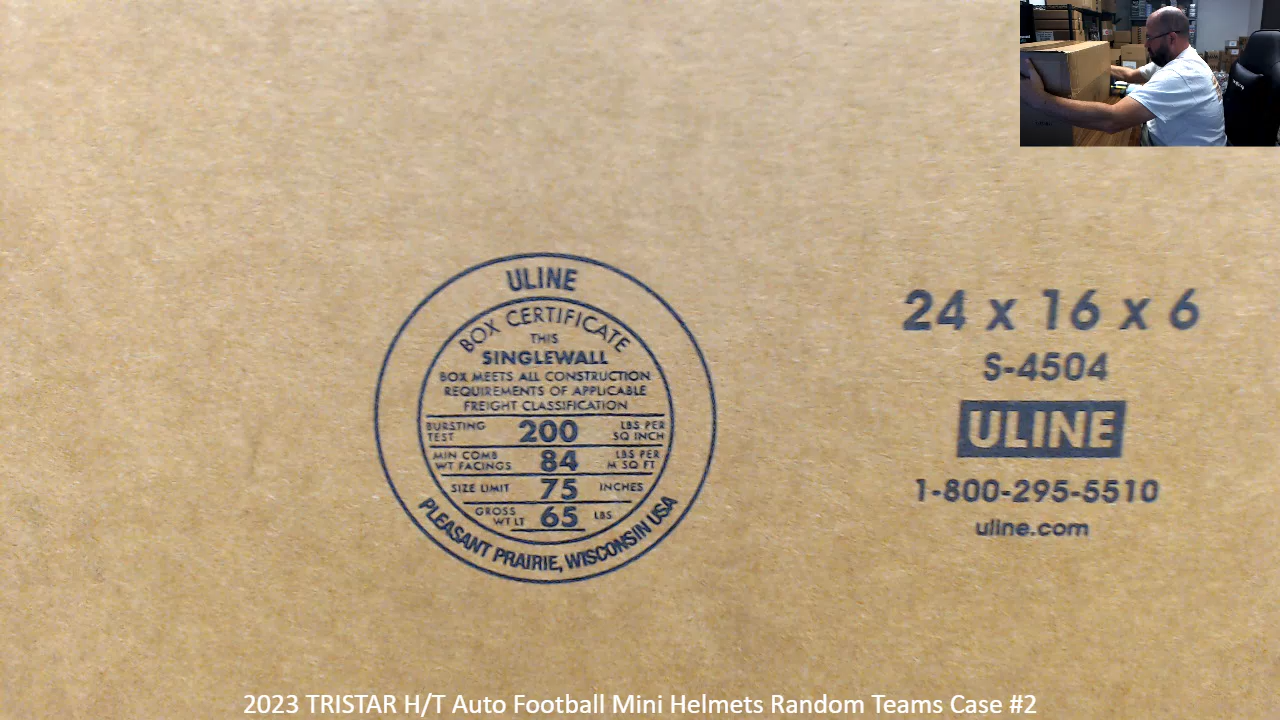 ULINE
BOX CERTIFICATE
THIS
SINGLEWALL
BOX MEETS ALL CONSTRUCTION
REQUIREMENTS OF APPLICABLE
FREIGHT CLASSIFICATION
BURSTING TEST 200 LBS PER SQ INCH
MIN COMB WT FACINGS 84 LBS PER M SQ FT
SIZE LIMIT 75 INCHES
GROSS WT LT 65 LBS
PLEASANT PRAIRIE, WISCONSIN USA
24 x 16 x 6
S-4504
ULINE
1-800-295-5510
uline.com
2023 TRISTAR H/T Auto Football Mini Helmets Random Teams Case #2